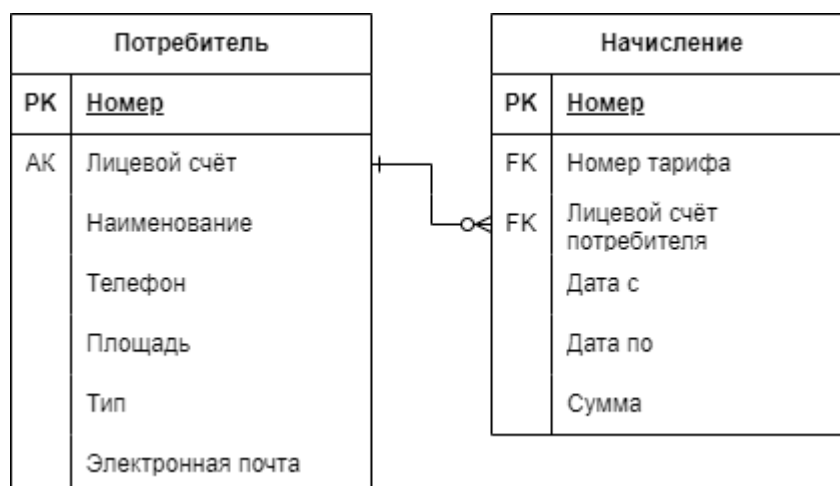 Потребитель
PK Номер
АК Лицевой счёт
Наименование
Телефон
Площадь
Тип
Электронная почта
Начисление
PK Номер
FK Номер тарифа
FK Лицевой счёт
потребителя
Дата с
Дата по
Сумма